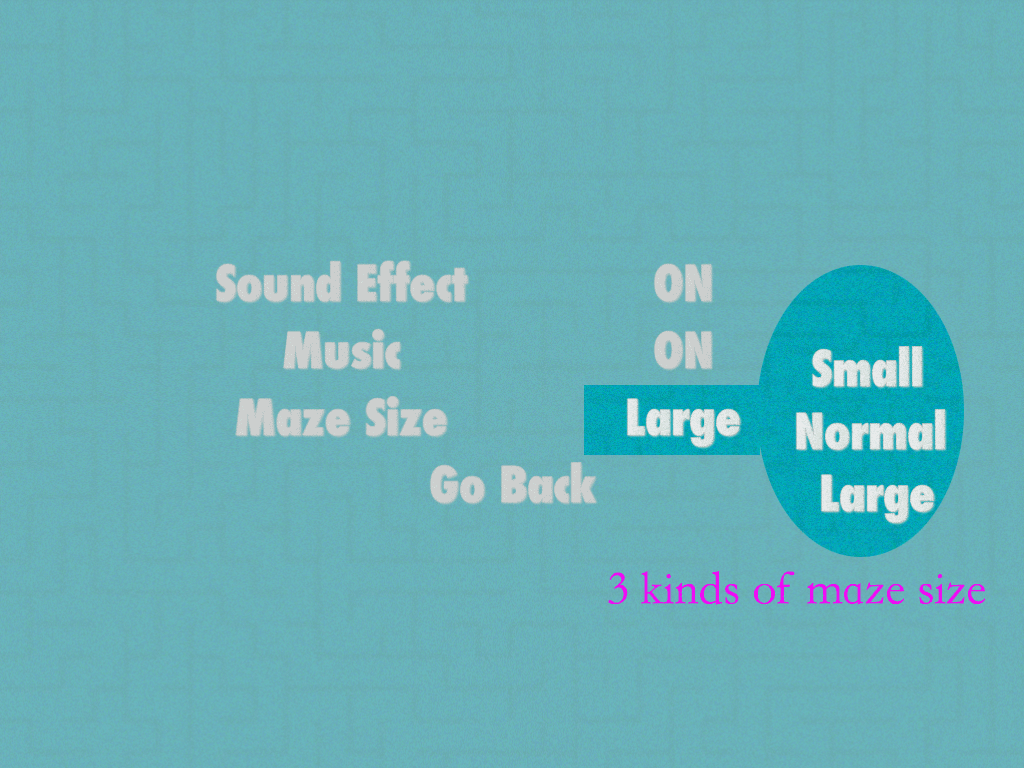 Sound Effect ON
Music ON
Maze Size Large
Go Back
Small
Normal
Large
3 kinds of maze size